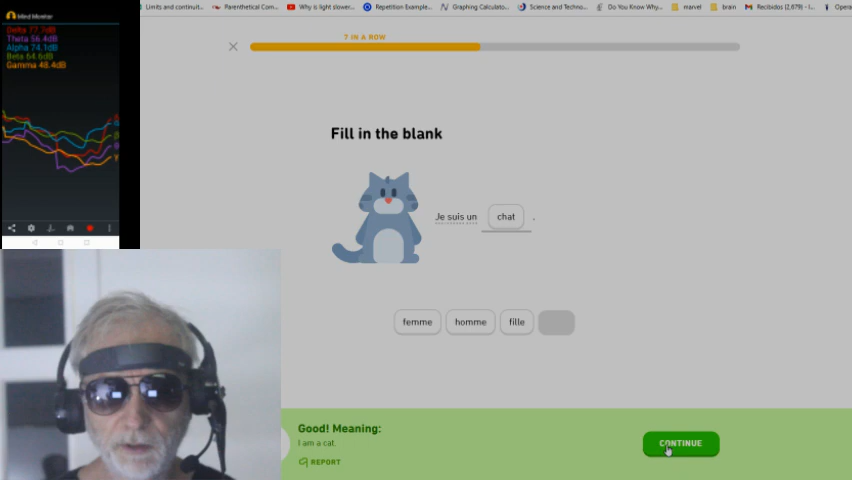 Mind Monitor
Delta 77.7dB
Theta 56.4dB
Alpha 74.1dB
Beta 64.6dB
Gamma 48.4dB
Limits and continuit...
Parenthetical Com...
Why is light slower...
Repetition Example...
Graphing Calculato...
Science and Techno...
Do You Know Why...
marvel
brain
Recibidos (2,679) - l...
7 IN A ROW
Fill in the blank
Je suis un chat .
femme homme fille
Good! Meaning:
I am a cat.
REPORT
CONTINUE